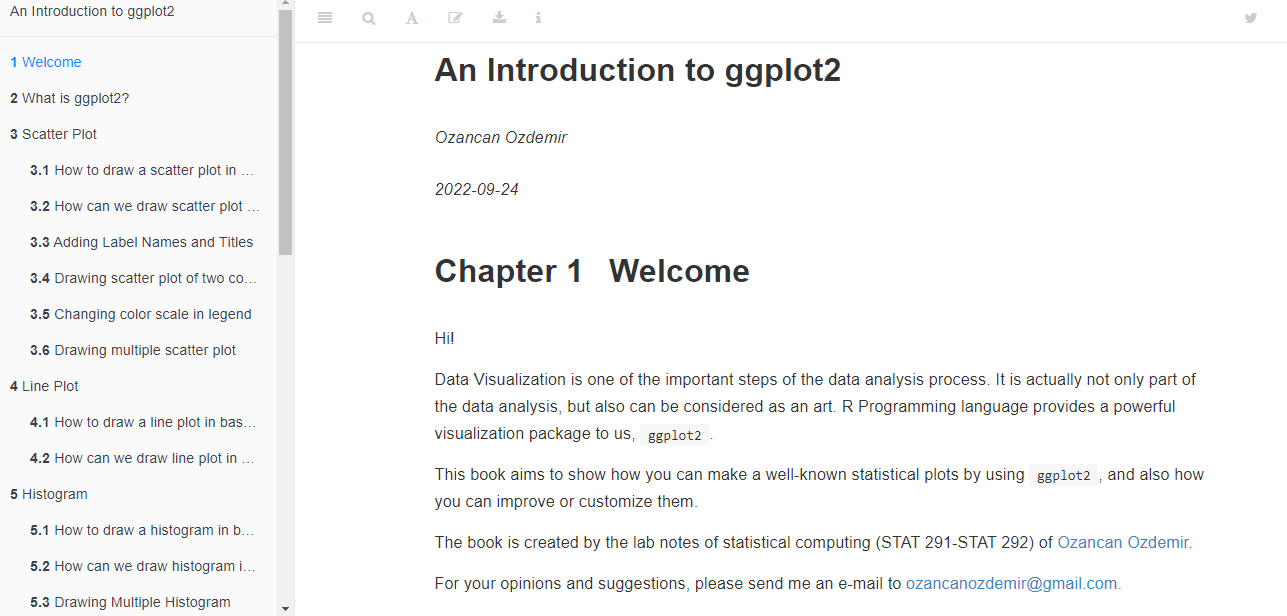 An Introduction to ggplot2
1 Welcome
2 What is ggplot2?
3 Scatter Plot
3.1 How to draw a scatter plot in …
3.2 How can we draw scatter plot …
3.3 Adding Label Names and Titles
3.4 Drawing scatter plot of two co…
3.5 Changing color scale in legend
3.6 Drawing multiple scatter plot
4 Line Plot
4.1 How to draw a line plot in bas…
4.2 How can we draw line plot in …
5 Histogram
5.1 How to draw a histogram in b…
5.2 How can we draw histogram i…
5.3 Drawing Multiple Histogram
An Introduction to ggplot2
Ozancan Ozdemir
2022-09-24
Chapter 1 Welcome
Hi!
Data Visualization is one of the important steps of the data analysis process. It is actually not only part of
the data analysis, but also can be considered as an art. R Programming language provides a powerful
visualization package to us, ggplot2 .
This book aims to show how you can make a well-known statistical plots by using ggplot2 , and also how
you can improve or customize them.
The book is created by the lab notes of statistical computing (STAT 291-STAT 292) of Ozancan Ozdemir.
For your opinions and suggestions, please send me an e-mail to ozancanozdemir@gmail.com.